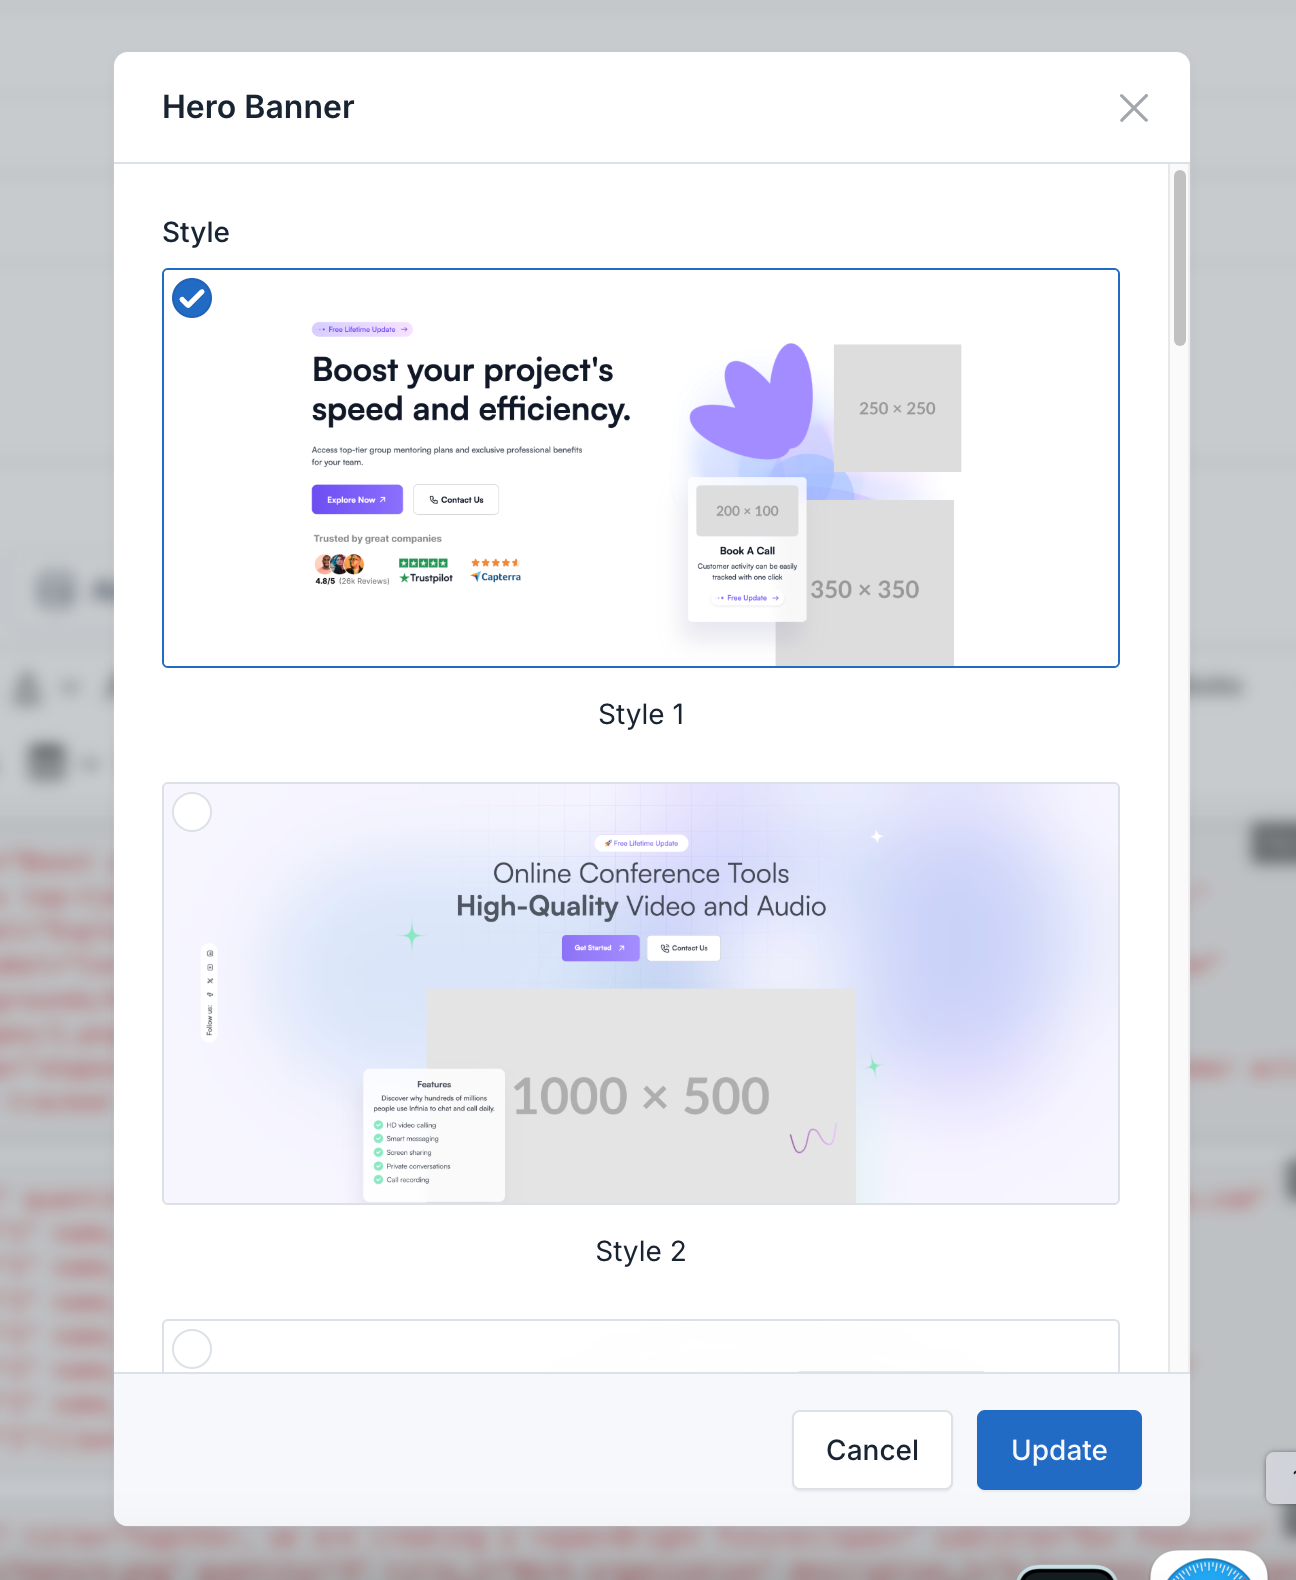 Hero Banner
Style
Free Lifetime Update
Boost your project's
speed and efficiency.
Access top-tier group mentoring plans and exclusive professional benefits
for your team.
Explore Now
Contact Us
Trusted by great companies
4.8/5 (26k Reviews)
Trustpilot
Capterra
250 × 250
200 × 100
Book A Call
Customer activity can be easily
tracked with one click
Free Update
350 × 350
Style 1
Free Lifetime Update
Online Conference Tools
High-Quality Video and Audio
Get Started
Contact Us
Follow us:
1000 × 500
Features
Discover why hundreds of millions
people use Infinia to chat and call daily.
HD video calling
Smart messaging
Screen sharing
Private conversations
Call recording
Style 2
Cancel
Update